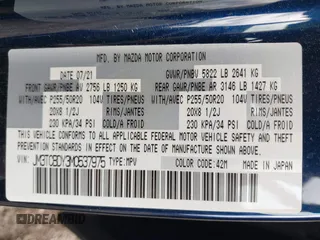 MFD. BY MAZDA MOTOR CORPORATION
07/21 GVWR/PNBV 5822 LB 2641 KG
FRONT GAWR/PNBE AV 2756 LB 1250 KG REAR GAWR/PNBE AR 3146 LB 1427 KG
WITH/AVEC P255/50R20 104V TIRES/PNEUS WITH/AVEC P255/50R20 104V TIRES/PNEUS
20X8 1/2J RIMS/JANTES 20X8 1/2J RIMS/JANTES
230 KPA/34 PSI COLD/A FROID 230 KPA/34 PSI COLD/A FROID
THIS VEHICLE CONFORMS TO ALL APPLICABLE FEDERAL MOTOR VEHICLE SAFETY
AND THEFT PREVENTION STANDARDS IN EFFECT ON THE DATE OF MANUFACTURE
SHOWN ABOVE.
TYPE: MPV COLOR CODE: 42M MADE IN JAPAN